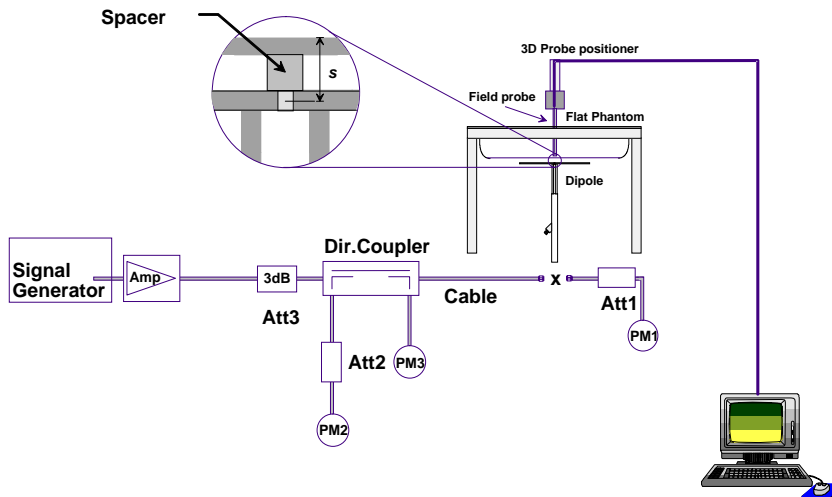 Spacer
s
3D Probe positioner
Field probe
Flat Phantom
Dipole
Dir.Coupler
Signal
Generator
Amp
3dB
Att3
Cable
x
Att1
PM1
Att2
PM3
PM2